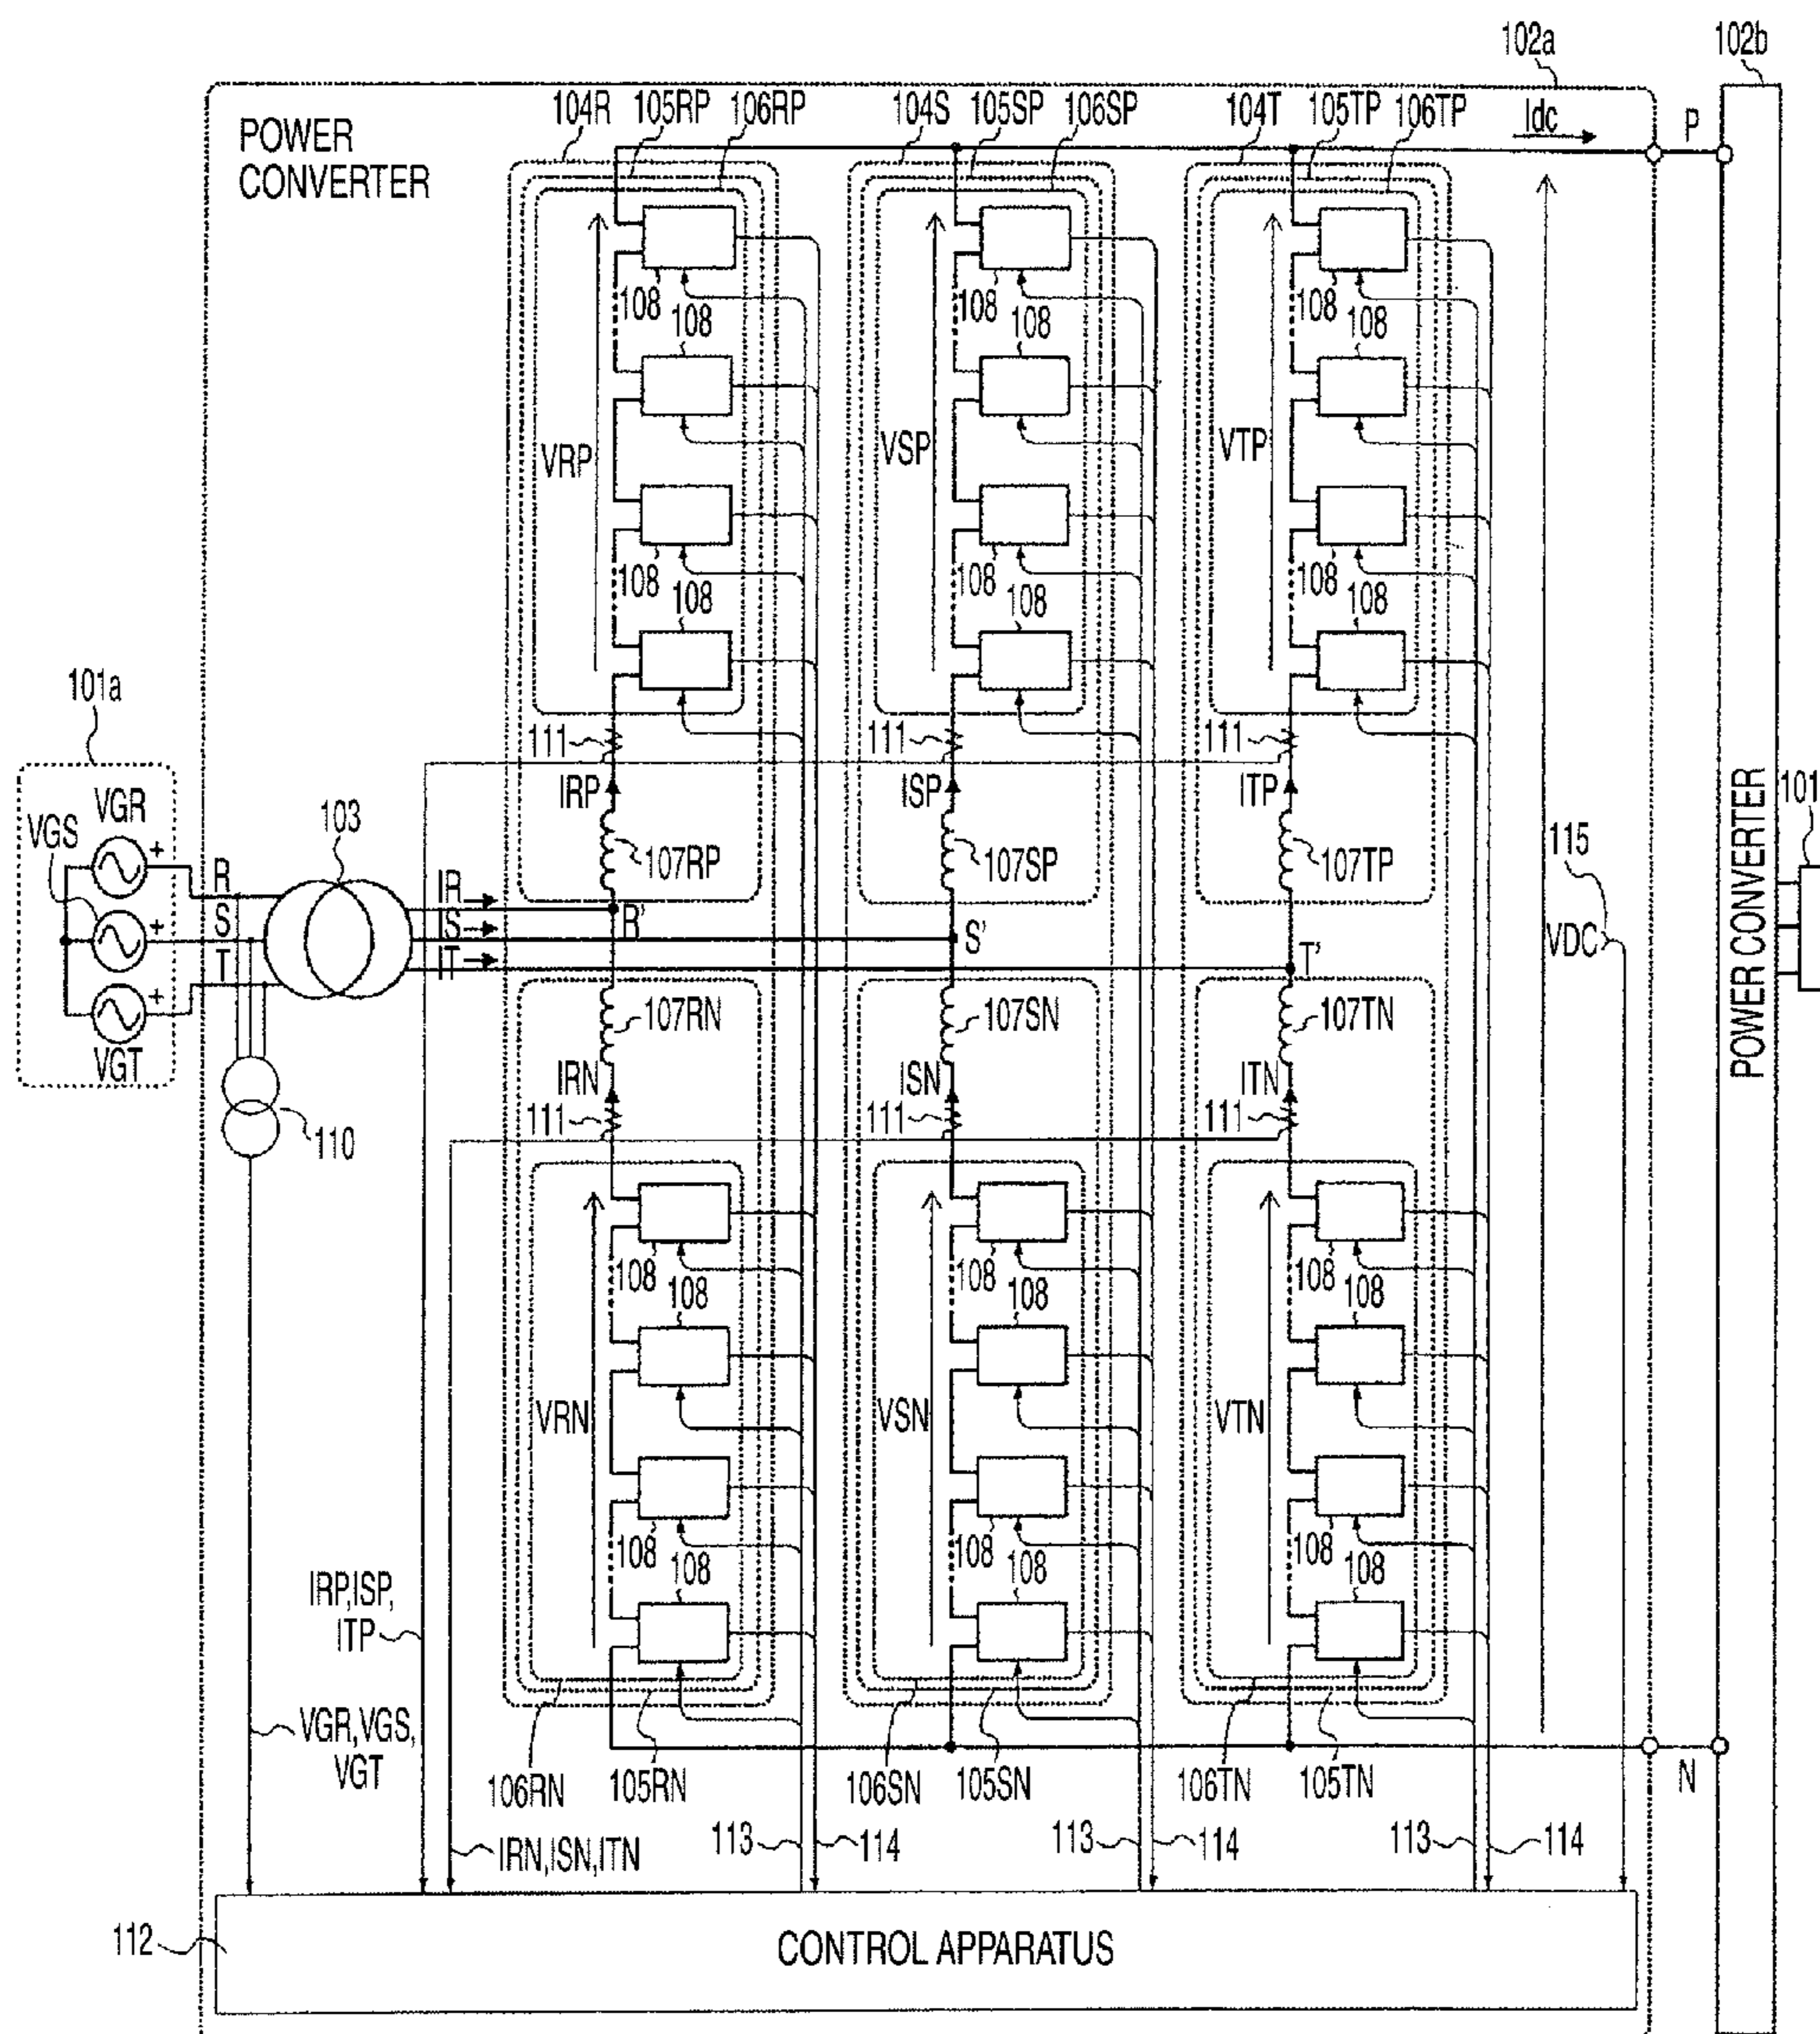 102a
102b
104R
105RP
106RP
104S
105SP
106SP
104T
105TP
106TP
Idc
P
POWER
CONVERTER
108
108
108
108
108
108
VRP
VSP
VTP
108
108
108
108
108
108
101a
111
111
111
VGR
IRP
ISP
ITP
101
VGS
103
107RP
107SP
107TP
115
R
IR
S
IS
R'
S'
VDC
T
IT
T'
POWER CONVERTER
107RN
107SN
107TN
VGT
IRN
ISN
ITN
111
111
111
110
108
108
108
108
108
108
VRN
VSN
VTN
108
108
108
108
108
108
IRP,ISP,
ITP
VGR,VGS,
VGT
106RN
105RN
106SN
105SN
106TN
105TN
N
IRN,ISN,ITN
113
114
113
114
113
114
112
CONTROL APPARATUS